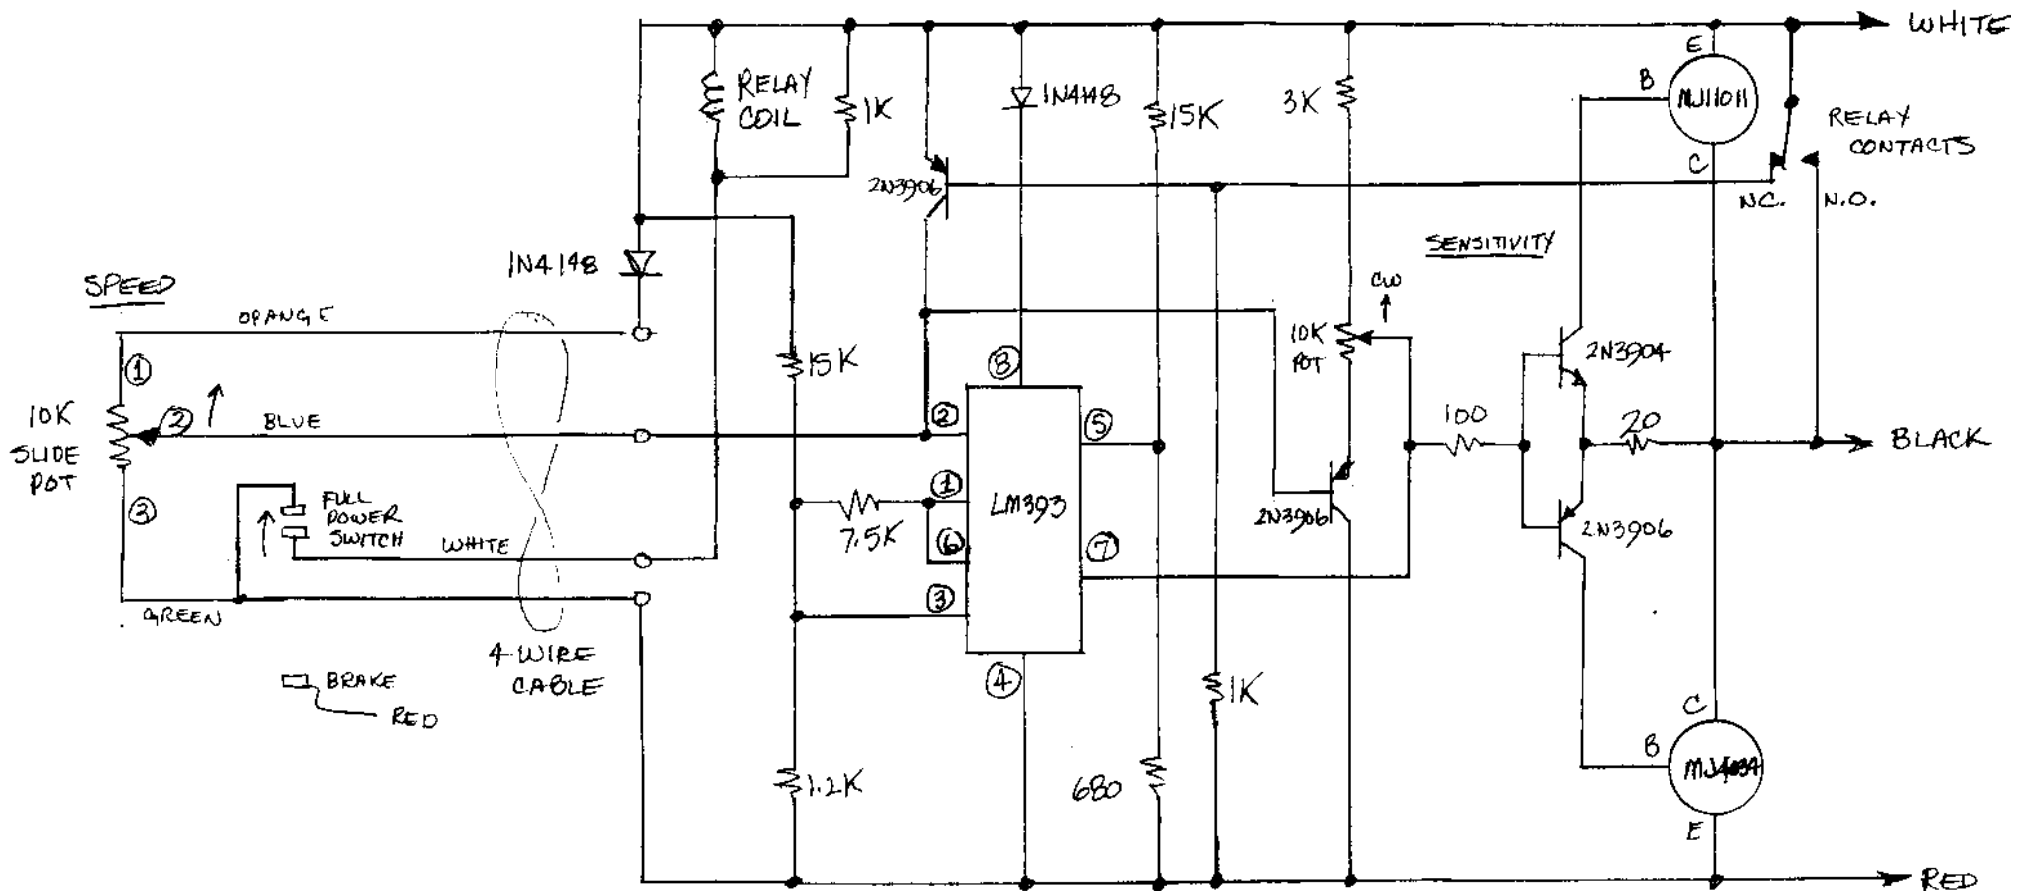 WHITE
E
B
MJ11011
RELAY
COIL
1K
1N4148
15K
3K
RELAY
CONTACTS
C
2N3906
N.C.
N.O.
SENSITIVITY
1N4148
SPEED
CW
ORANGE
10K
POT
2N3904
1
8
15K
10K
SLIDE
POT
2
BLUE
2
5
100
20
BLACK
3
FULL
POWER
SWITCH
WHITE
7.5K
1
LM393
2N3906
2N3906
6
7
GREEN
3
4-WIRE
CABLE
BRAKE
RED
4
1K
C
B
1.2K
680
E
RED